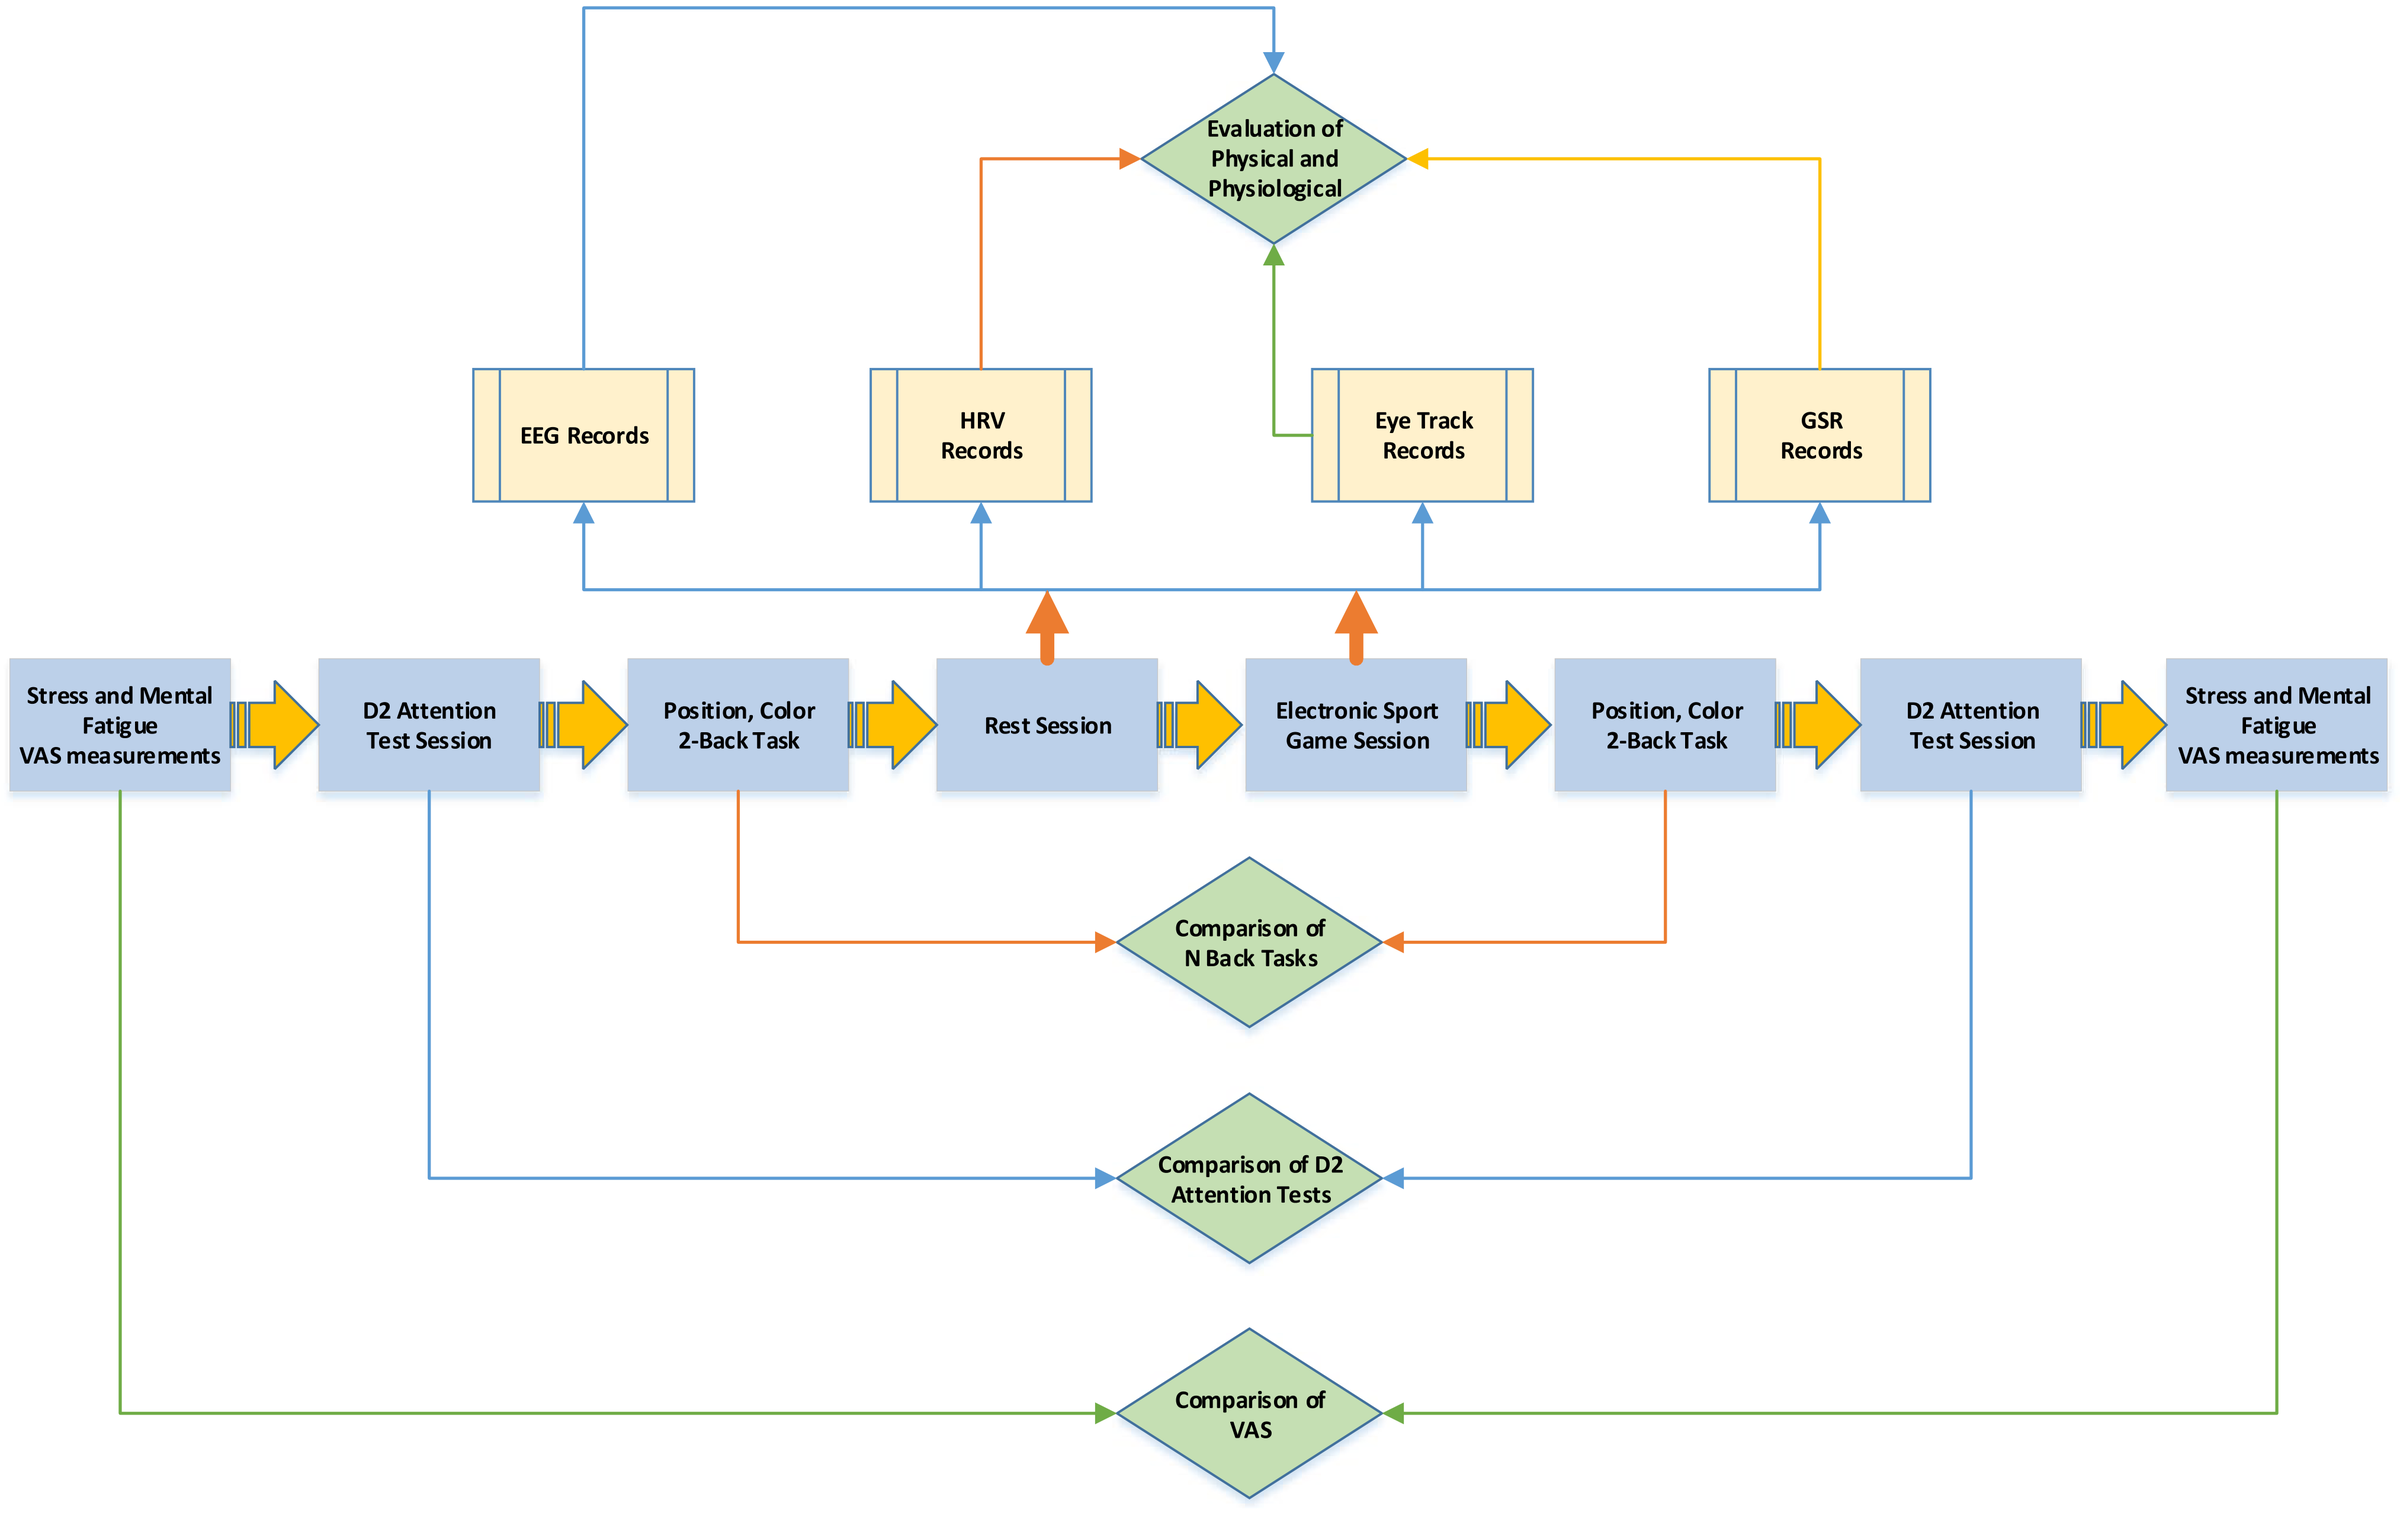 Evaluation of
Physical and
Physiological
EEG Records
HRV
Records
Eye Track
Records
GSR
Records
Stress and Mental
Fatigue
VAS measurements
D2 Attention
Test Session
Position, Color
2-Back Task
Rest Session
Electronic Sport
Game Session
Position, Color
2-Back Task
D2 Attention
Test Session
Stress and Mental
Fatigue
VAS measurements
Comparison of
N Back Tasks
Comparison of D2
Attention Tests
Comparison of
VAS